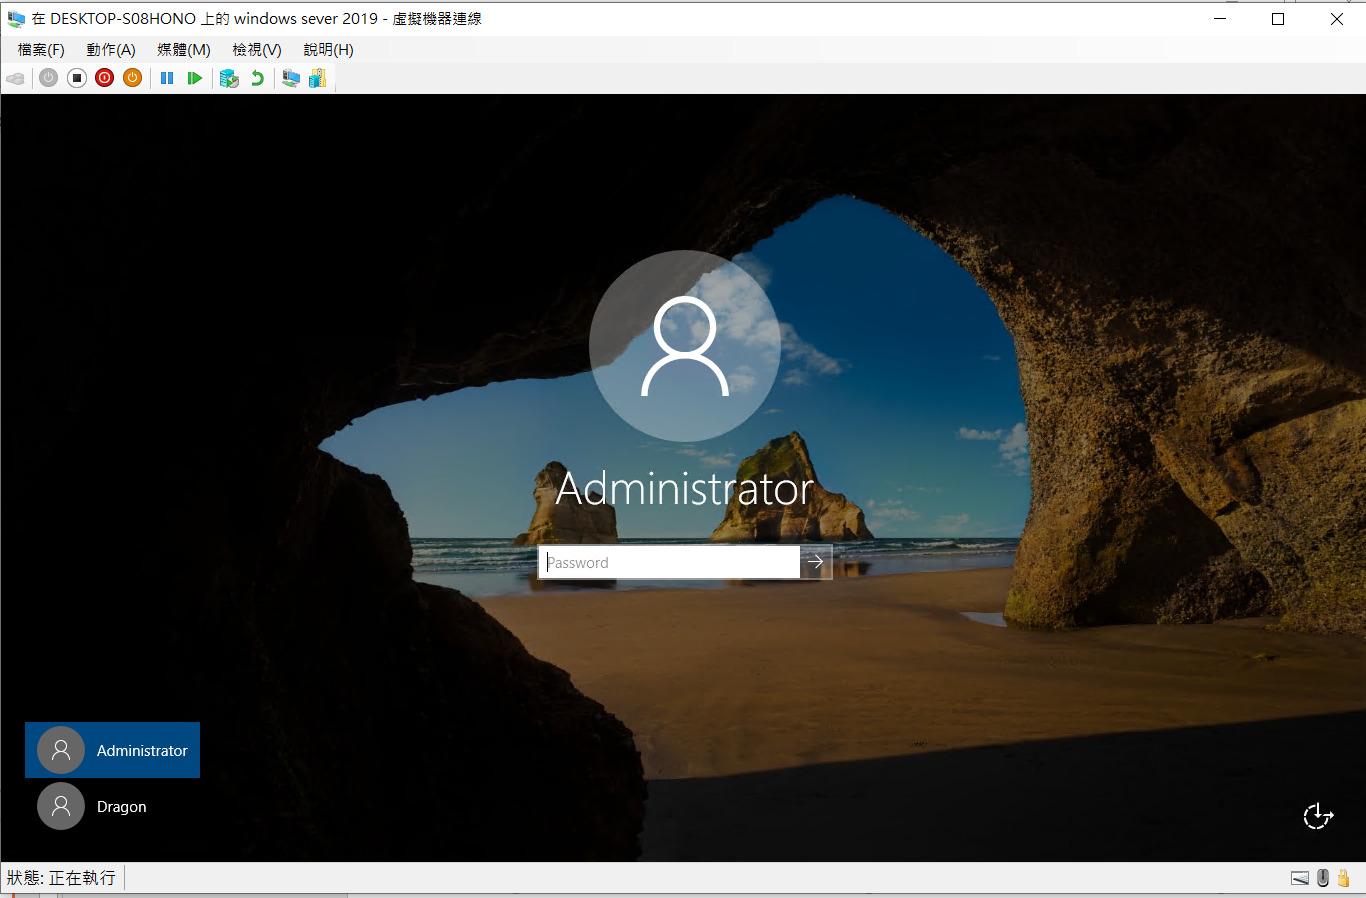 在 DESKTOP-S08HONO 上的 windows sever 2019 - 虛擬機器連線
檔案(F) 動作(A) 媒體(M) 檢視(V) 說明(H)
Administrator
Password
Administrator
Dragon
狀態: 正在執行